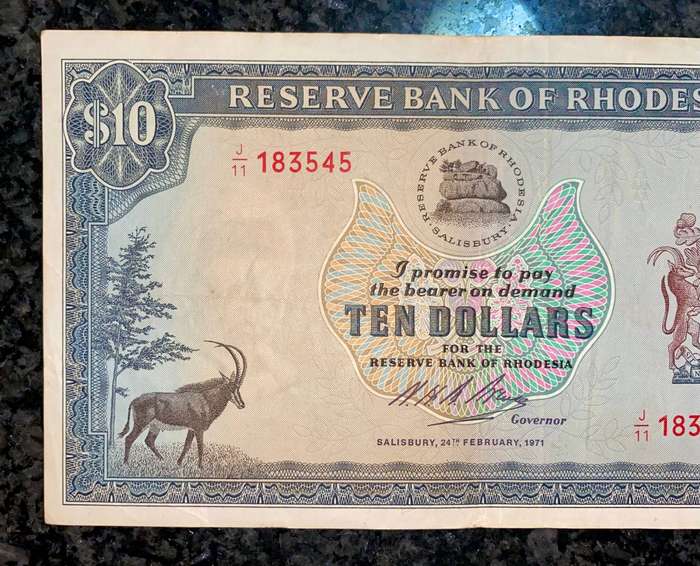 RESERVE BANK OF RHODES
$10
J/11 183545
RESERVE BANK OF RHODESIA
SALISBURY
I promise to pay
the bearer on demand
TEN DOLLARS
FOR THE
RESERVE BANK OF RHODESIA
Governor
SALISBURY, 24TH FEBRUARY, 1971
J/11 183